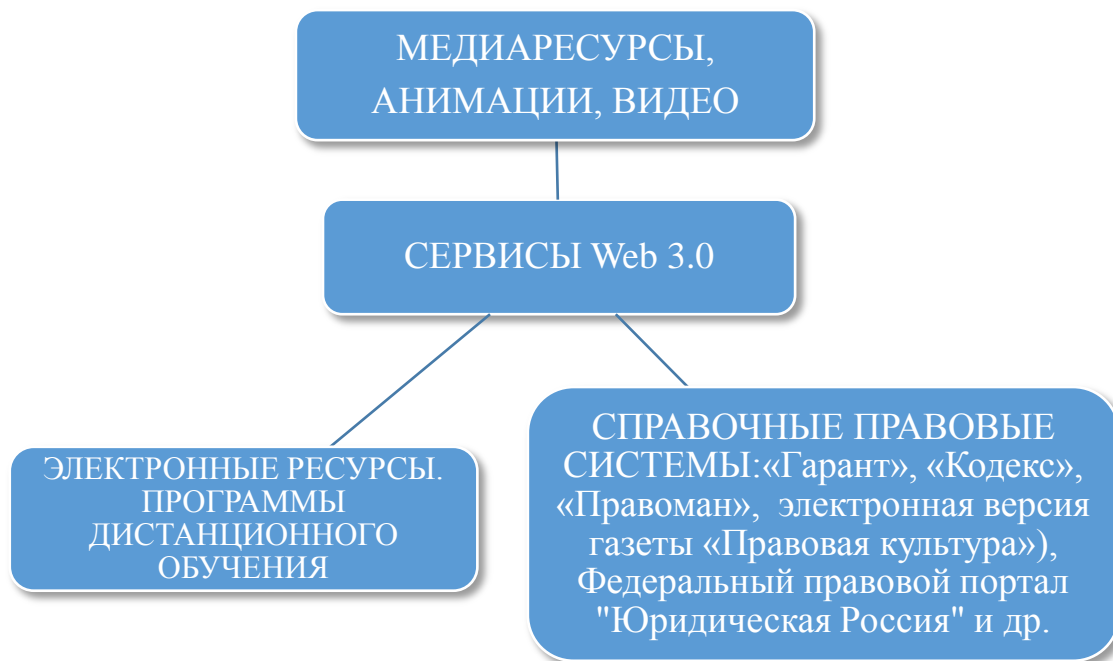 МЕДИАРЕСУРСЫ,
АНИМАЦИИ, ВИДЕО
СЕРВИСЫ Web 3.0
ЭЛЕКТРОННЫЕ РЕСУРСЫ.
ПРОГРАММЫ
ДИСТАНЦИОННОГО
ОБУЧЕНИЯ
СПРАВОЧНЫЕ ПРАВОВЫЕ
СИСТЕМЫ:«Гарант», «Кодекс»,
«Правоман», электронная версия
газеты «Правовая культура»),
Федеральный правовой портал
"Юридическая Россия" и др.